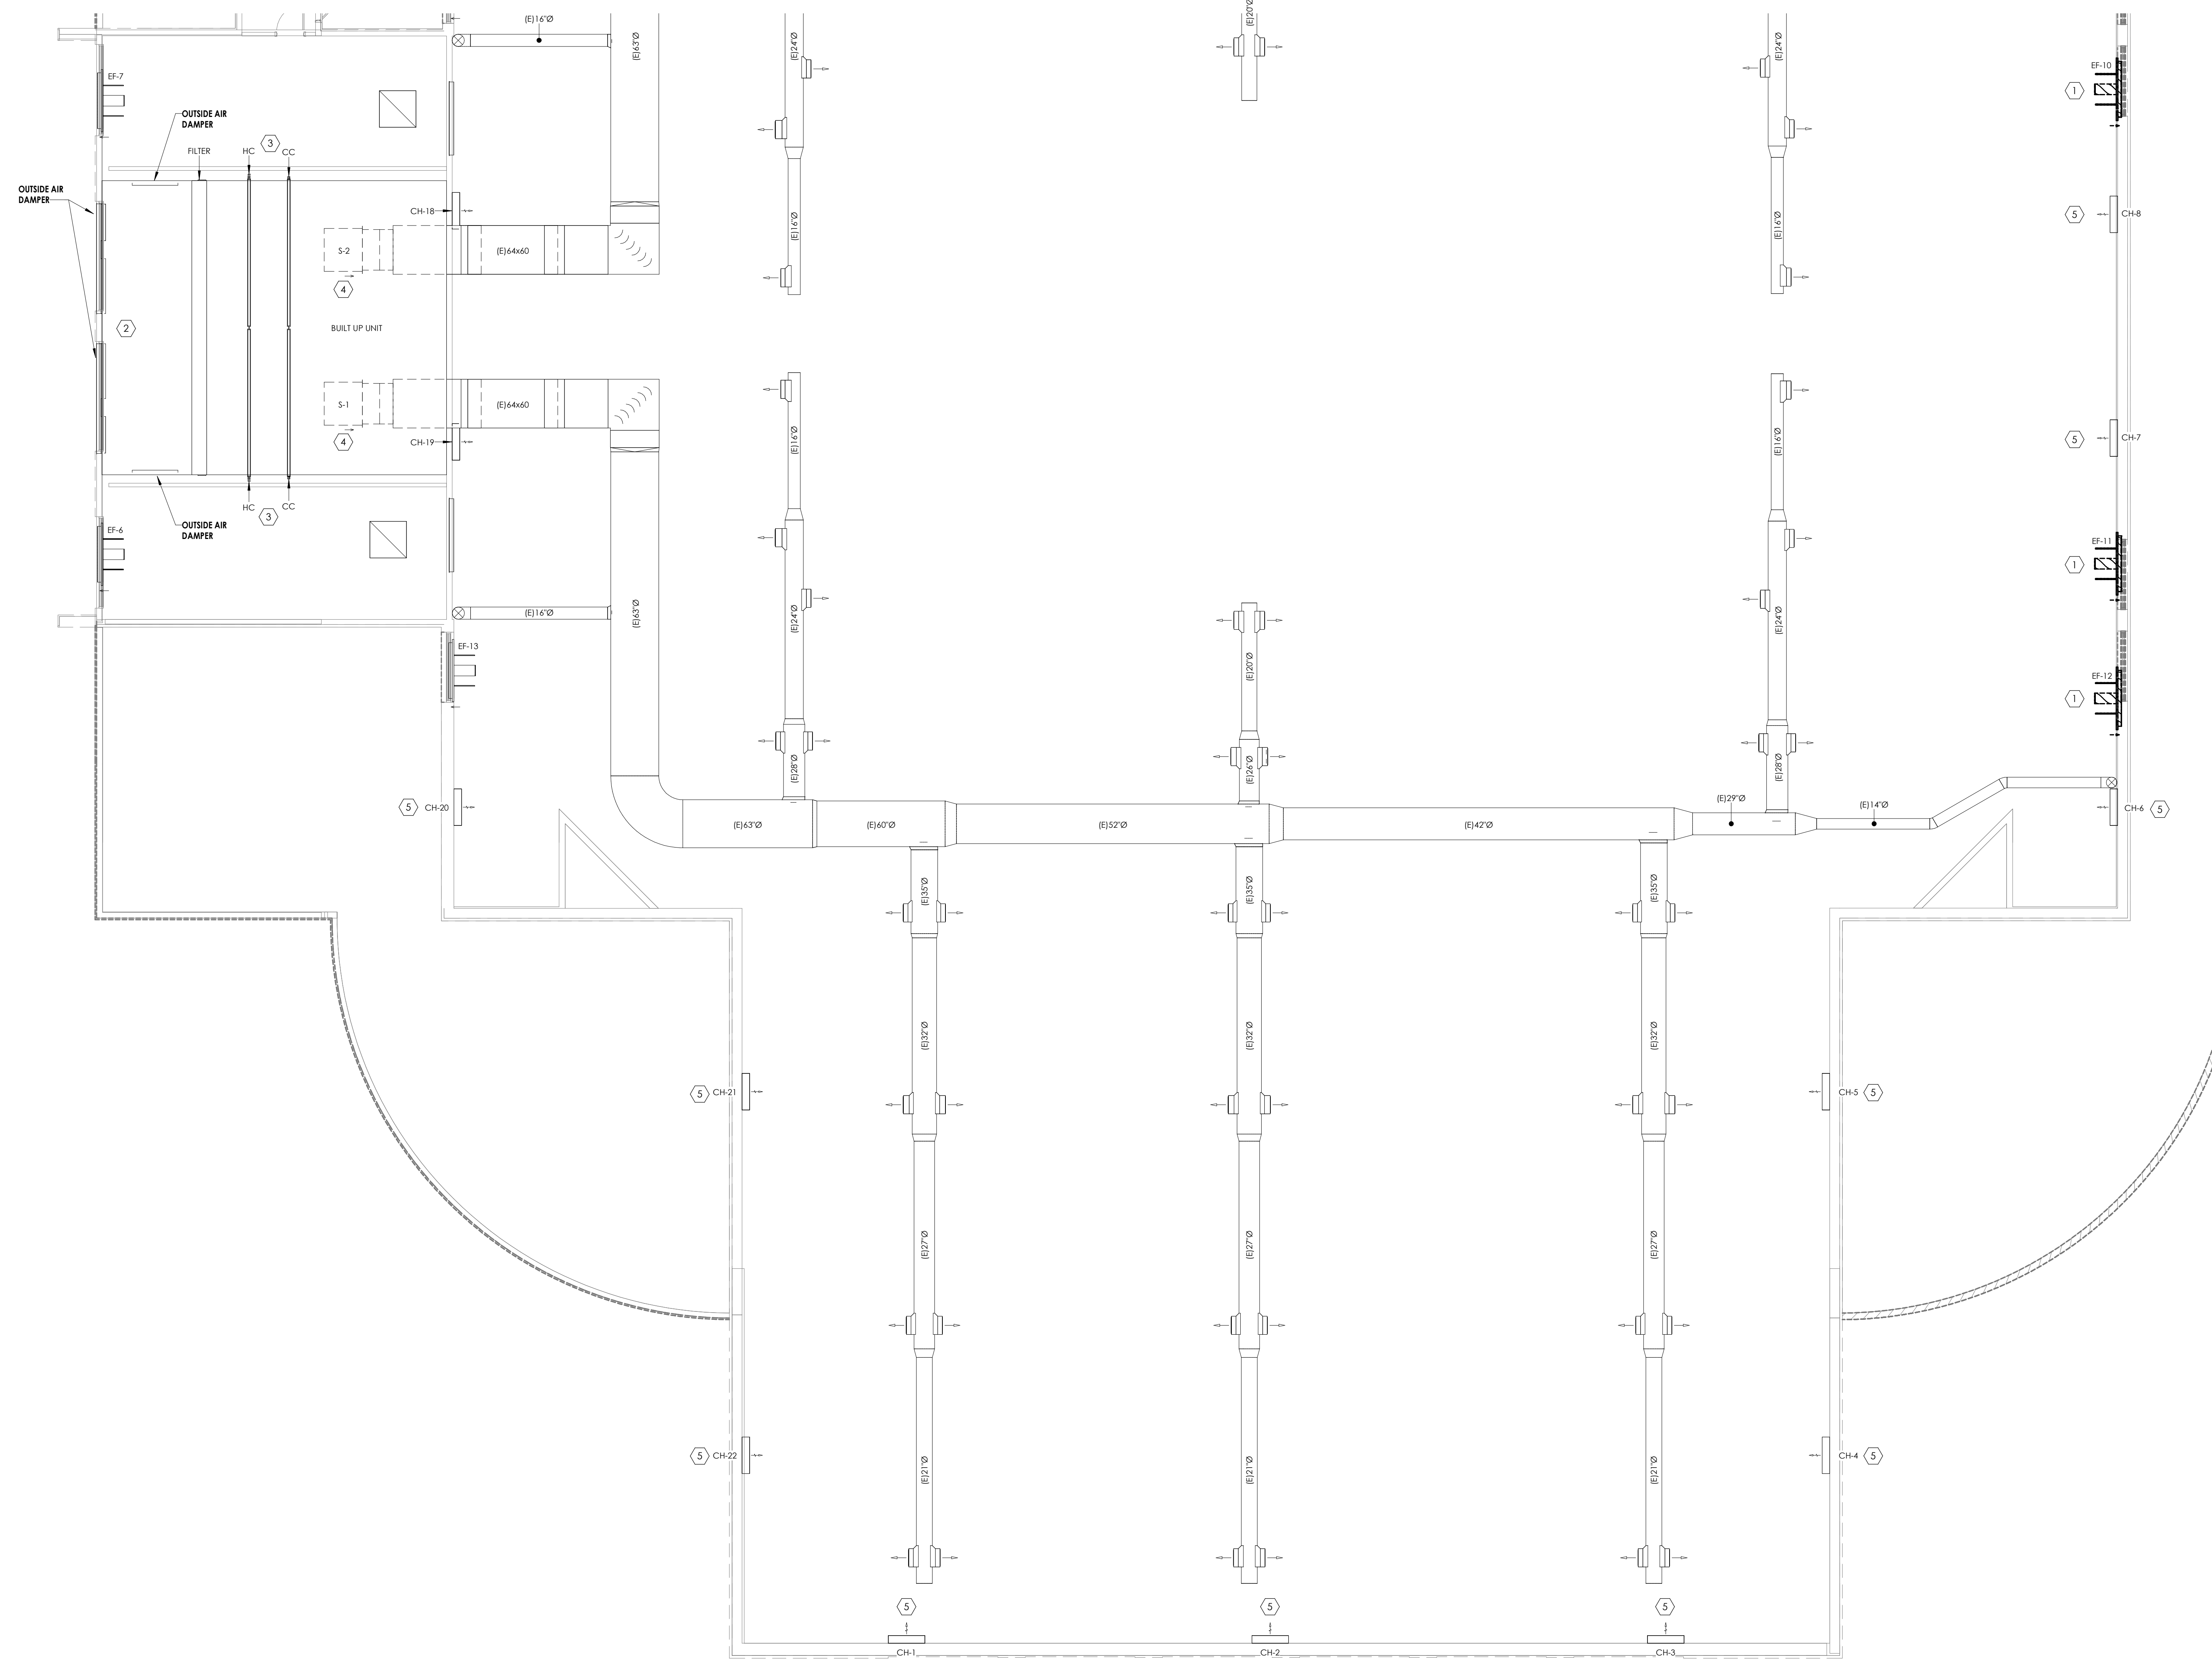 (E)16"Ø
(E)63"Ø
(E)24"Ø
(E)20"Ø
(E)24"Ø
EF-10
1
EF-7
OUTSIDE AIR
DAMPER
3
FILTER
HC
CC
OUTSIDE AIR
DAMPER
CH-18
(E)16"Ø
(E)16"Ø
5
CH-8
S-2
(E)64x60
4
2
BUILT UP UNIT
S-1
(E)64x60
4
CH-19
(E)16"Ø
(E)16"Ø
5
CH-7
HC
3
CC
OUTSIDE AIR
DAMPER
EF-6
EF-11
1
(E)16"Ø
(E)63"Ø
(E)24"Ø
(E)24"Ø
EF-13
(E)20"Ø
EF-12
1
(E)28"Ø
(E)26"Ø
(E)28"Ø
5
CH-20
(E)29"Ø
(E)14"Ø
CH-6
5
(E)63"Ø
(E)60"Ø
(E)52"Ø
(E)42"Ø
(E)35"Ø
(E)35"Ø
(E)35"Ø
(E)32"Ø
(E)32"Ø
(E)32"Ø
5
CH-21
CH-5
5
(E)27"Ø
(E)27"Ø
(E)27"Ø
5
CH-22
CH-4
5
(E)21"Ø
(E)21"Ø
(E)21"Ø
5
5
5
CH-1
CH-2
CH-3